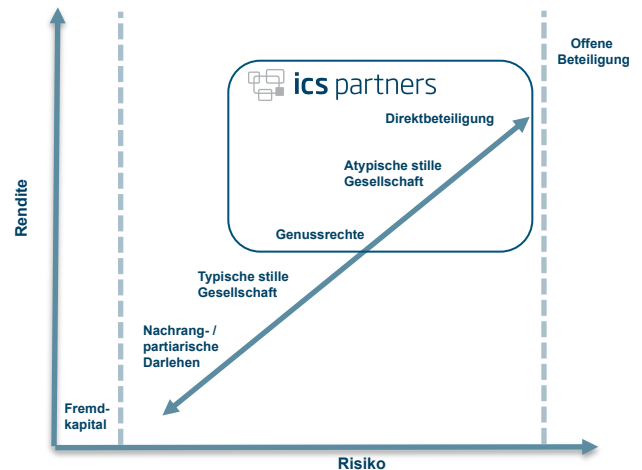 Offene
Beteiligung
ics partners
Direktbeteiligung
Atypische stille
Gesellschaft
Genussrechte
Typische stille
Gesellschaft
Nachrang- /
partiarische
Darlehen
Fremd-
kapital
Rendite
Risiko